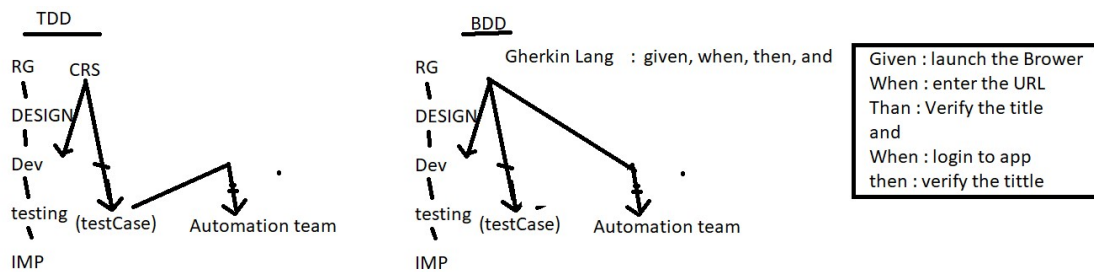 TDD
RG
CRS
DESIGN
Dev
testing
(testCase)
Automation team
IMP
BDD
Gherkin Lang : given, when, then, and
RG
DESIGN
Dev
testing
(testCase)
Automation team
IMP
Given : launch the Brower
When : enter the URL
Than : Verify the title
and
When : login to app
then : verify the tittle